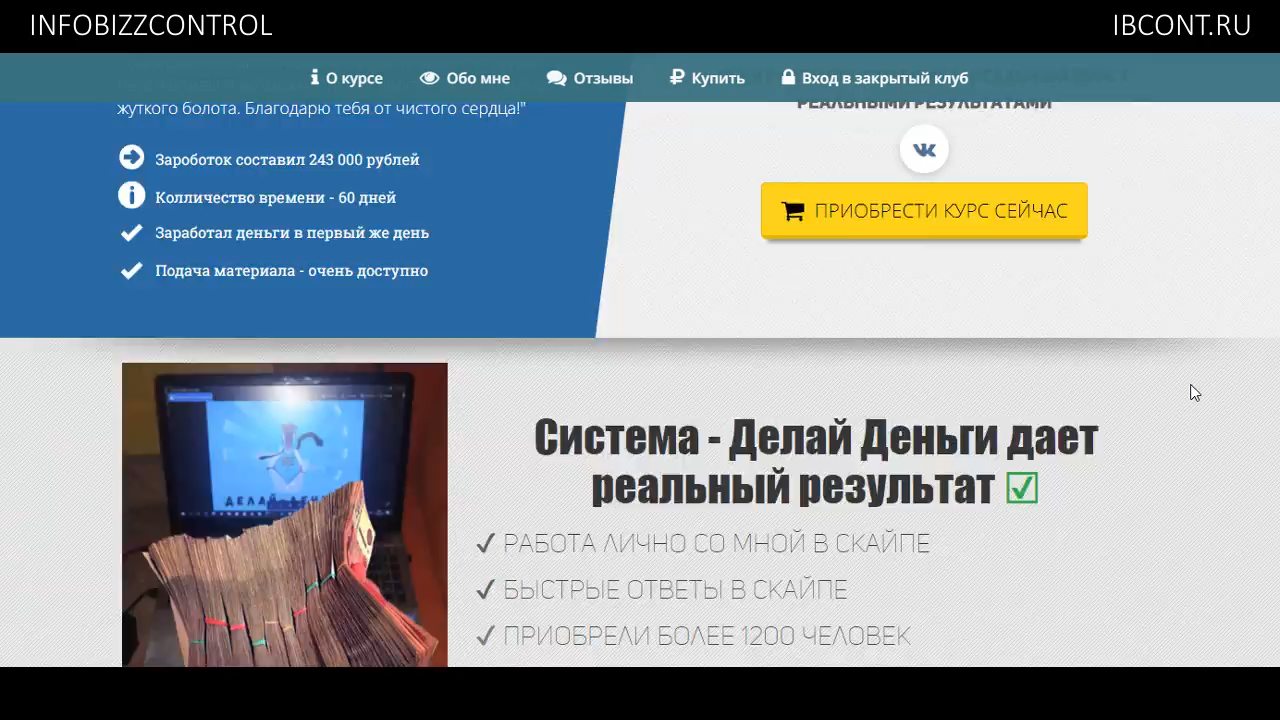 INFOBIZZCONTROL
IBCONT.RU
О курсе
Обо мне
Отзывы
Купить
Вход в закрытый клуб
жуткого болота. Благодарю тебя от чистого сердца!"
Зароботок составил 243 000 рублей
Колличество времени - 60 дней
Заработал деньги в первый же день
Подача материала - очень доступно
РЕАЛЬНЫМИ РЕЗУЛЬТАТАМИ
ПРИОБРЕСТИ КУРС СЕЙЧАС
Система - Делай Деньги дает
реальный результат
РАБОТА ЛИЧНО СО МНОЙ В СКАЙПЕ
БЫСТРЫЕ ОТВЕТЫ В СКАЙПЕ
ПРИОБРЕЛИ БОЛЕЕ 1200 ЧЕЛОВЕК